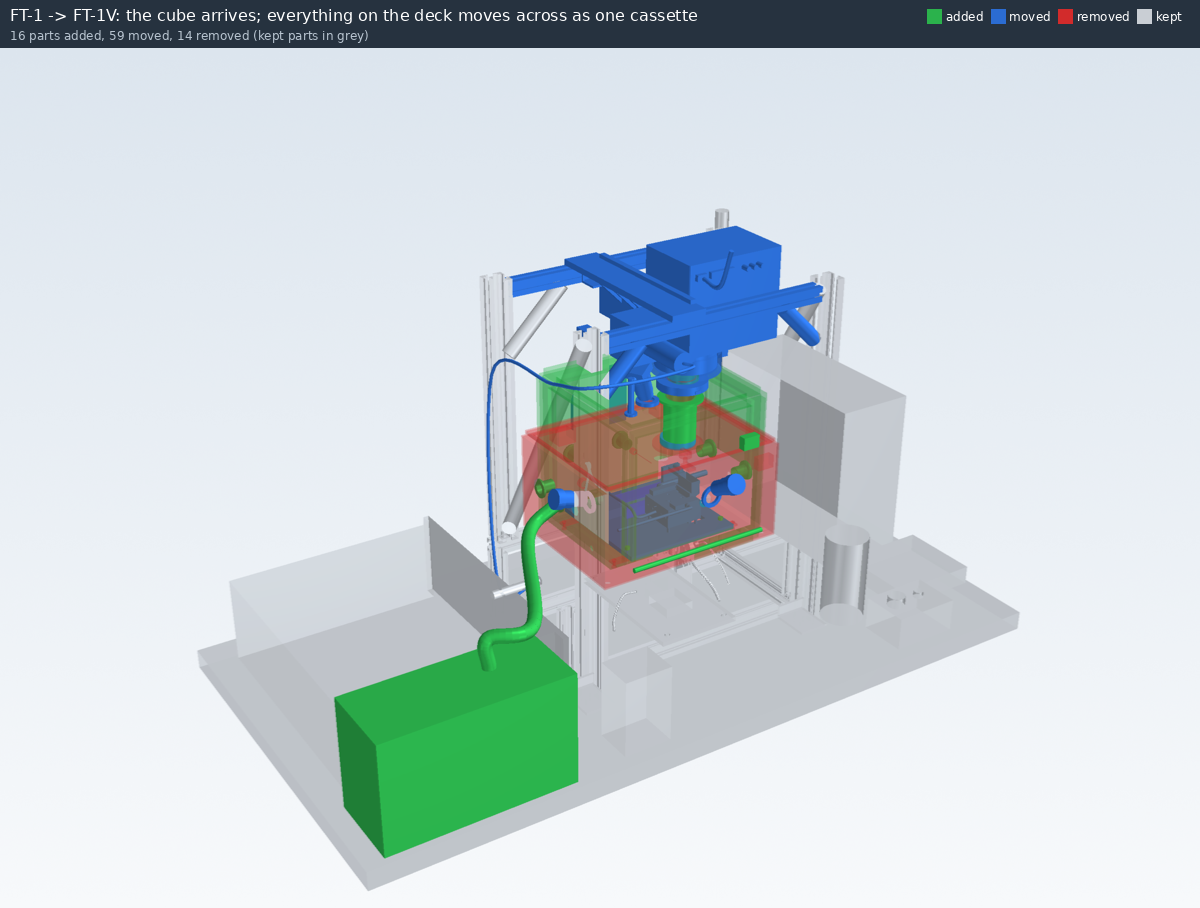 FT-1 -> FT-1V: the cube arrives; everything on the deck moves across as one cassette
16 parts added, 59 moved, 14 removed (kept parts in grey)
added
moved
removed
kept